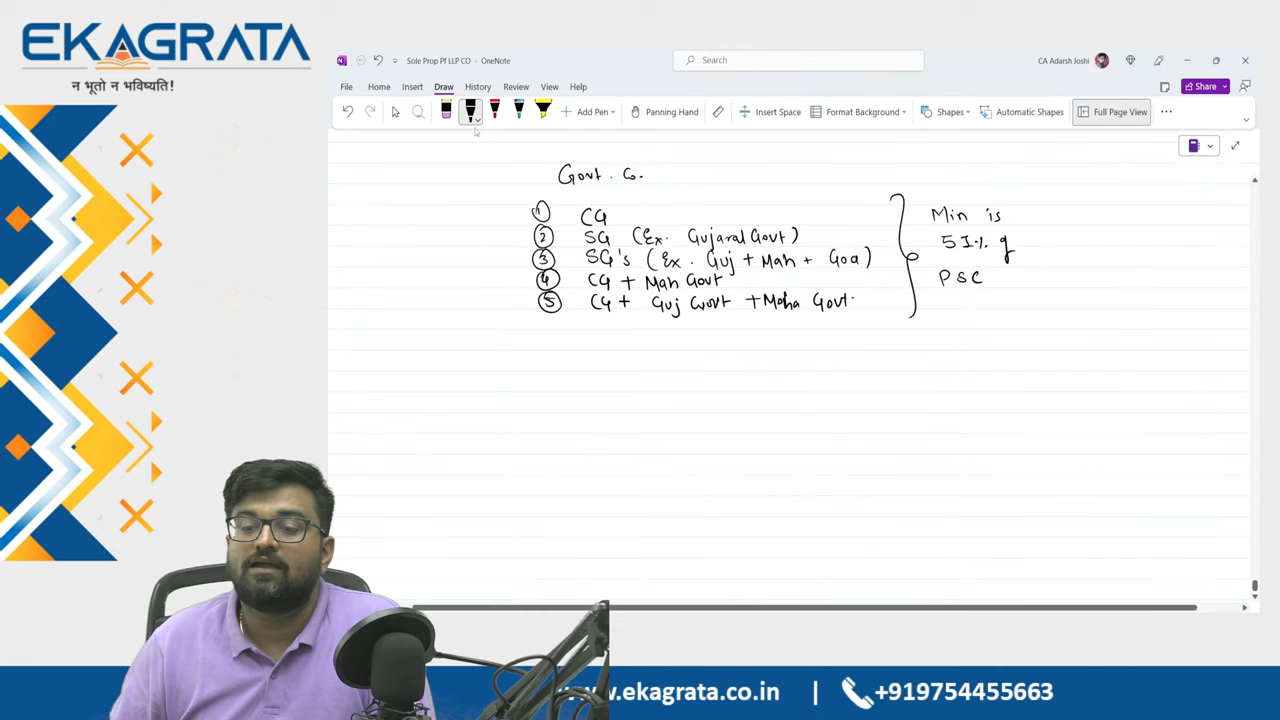 EKAGRATA
न भूतो न भविष्यति!
Sole Prop Pf LLP CO - OneNote
Search
CA Adarsh Joshi
File Home Insert Draw History Review View Help
Share
Add Pen
Panning Hand
Insert Space
Format Background
Shapes
Automatic Shapes
Full Page View
Govt. Co.
1 CG
2 SG (Ex. Gujarat Govt)
3 SG's (Ex. Guj + Mah + Goa)
4 CG + Mah Govt
5 CG + Guj Govt + Maha Govt.
Min is
51% of
PSC
www.ekagrata.co.in | +919754455663